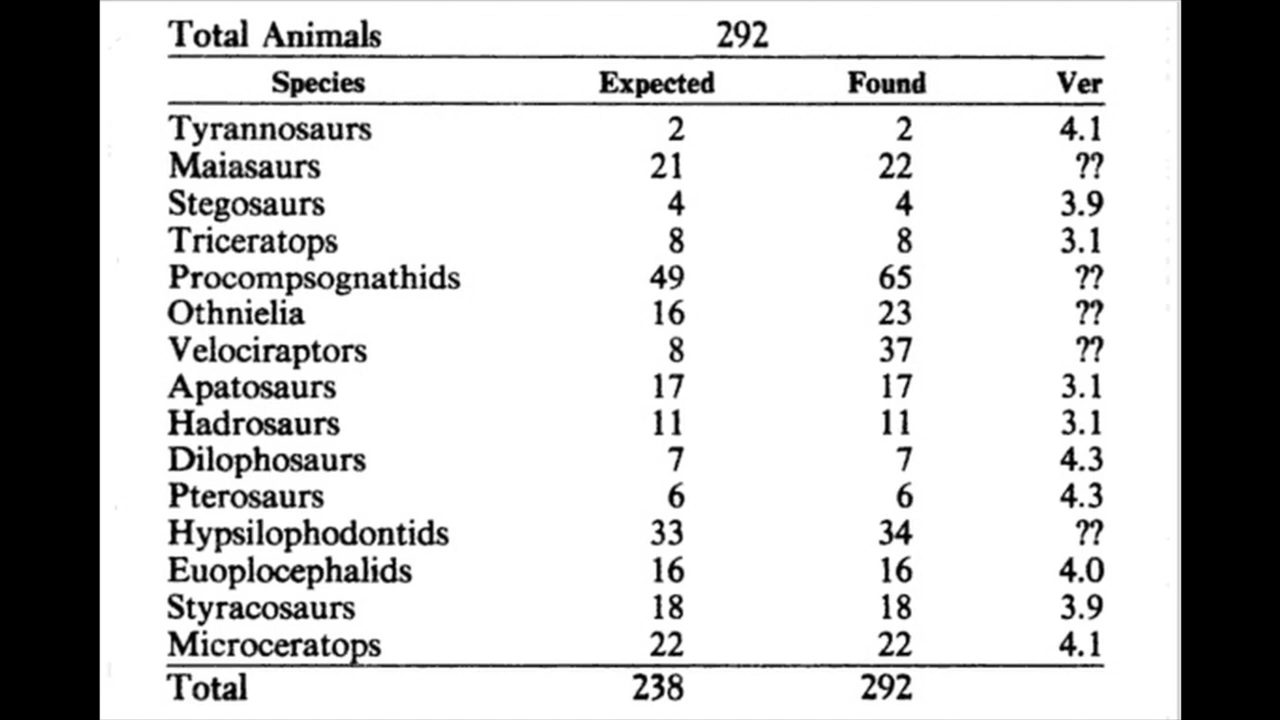 Total Animals 292
Species Expected Found Ver
Tyrannosaurs 2 2 4.1
Maiasaurs 21 22 ??
Stegosaurs 4 4 3.9
Triceratops 8 8 3.1
Procompsognathids 49 65 ??
Othnielia 16 23 ??
Velociraptors 8 37 ??
Apatosaurs 17 17 3.1
Hadrosaurs 11 11 3.1
Dilophosaurs 7 7 4.3
Pterosaurs 6 6 4.3
Hypsilophodontids 33 34 ??
Euoplocephalids 16 16 4.0
Styracosaurs 18 18 3.9
Microceratops 22 22 4.1
Total 238 292